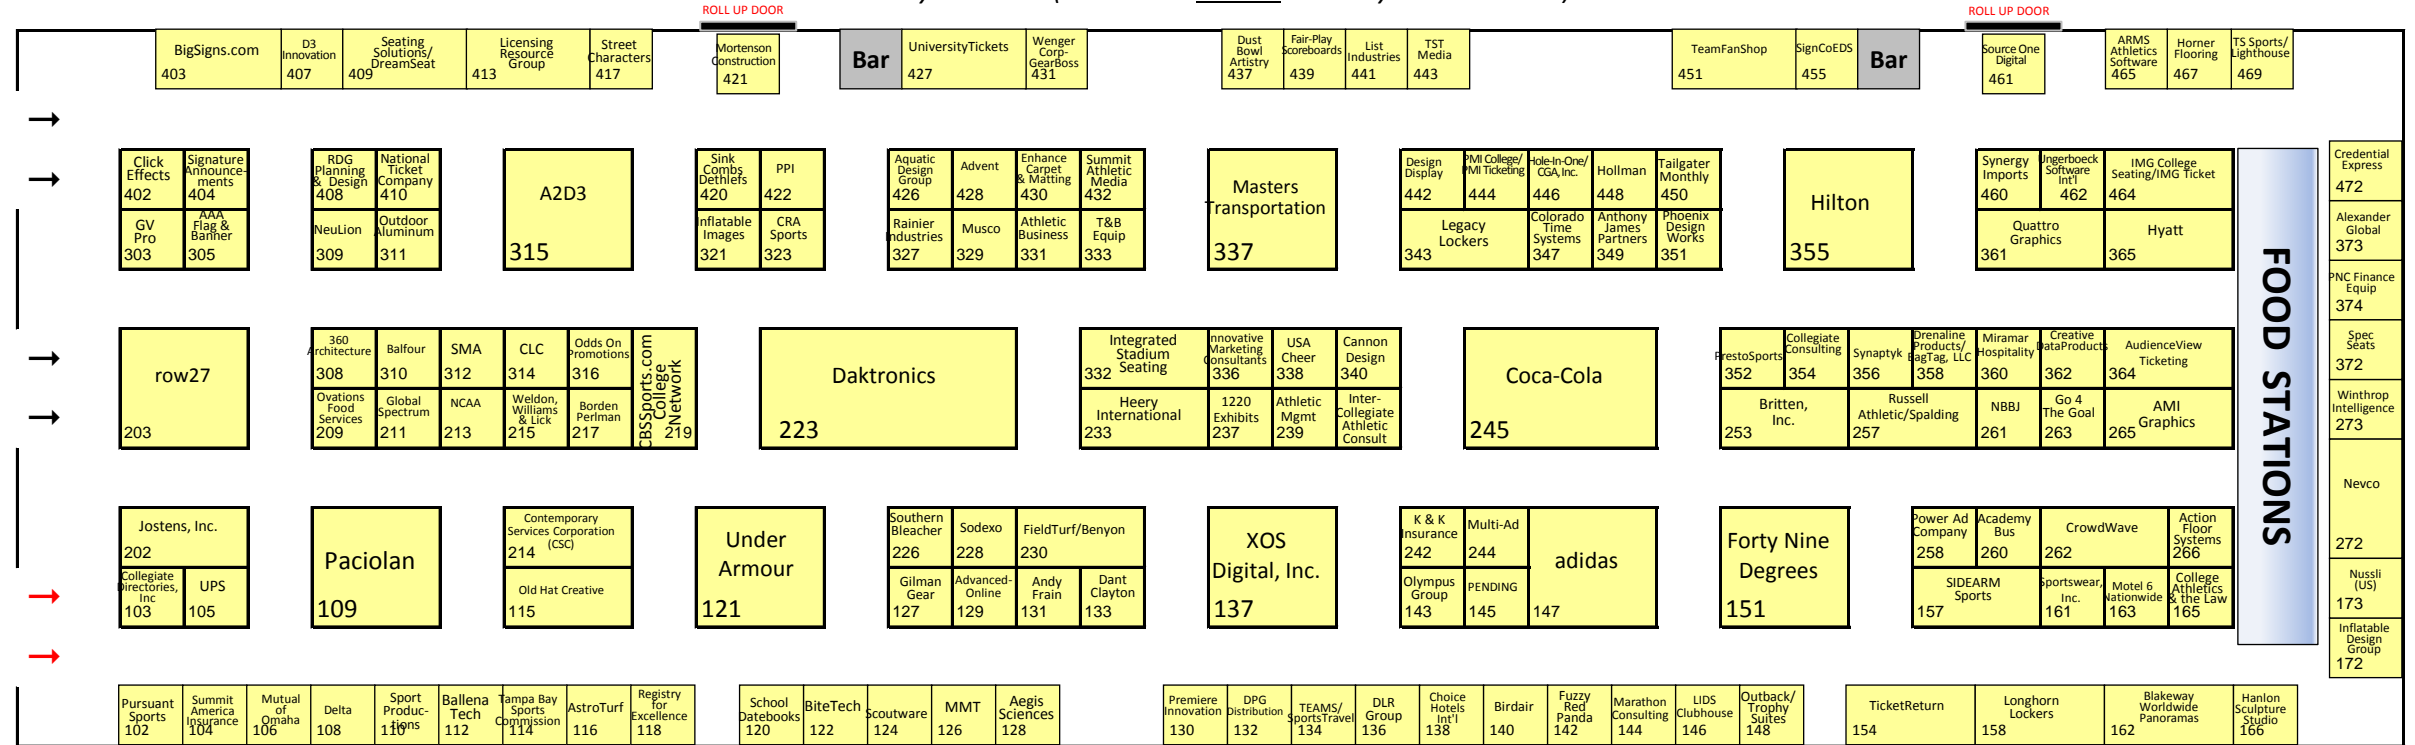 ROLL UP DOOR
ROLL UP DOOR
BigSigns.com
403
D3
Innovation
407
Seating
Solutions/
DreamSeat
409
Licensing
Resource
Group
413
Street
Characters
417
Mortenson
Construction
421
Bar
UniversityTickets
427
Wenger
Corp-
GearBoss
431
Dust
Bowl
Artistry
437
Fair-Play
Scoreboards
439
List
Industries
441
TST
Media
443
TeamFanShop
451
SignCoEDS
455
Bar
Source One
Digital
461
ARMS
Athletics
Software
465
Horner
Flooring
467
TS Sports/
Lighthouse
469
Click
Effects
402
Signature
Announce-
ments
404
RDG
Planning
& Design
408
National
Ticket
Company
410
A2D3
315
Sink
Combs
Dethlefs
420
PPI
422
Aquatic
Design
Group
426
Advent
428
Enhance
Carpet
& Matting
430
Summit
Athletic
Media
432
Masters
Transportation
337
Design
Display
442
PMI College/
PMI Ticketing
444
Hole-In-One/
CGA, Inc.
446
Hollman
448
Tailgater
Monthly
450
Hilton
355
Synergy
Imports
460
Ungerboeck
Software
Int'l
462
IMG College
Seating/IMG Ticket
464
Credential
Express
472
GV
Pro
303
AAA
Flag &
Banner
305
NeuLion
309
Outdoor
Aluminum
311
Inflatable
Images
321
CRA
Sports
323
Rainier
Industries
327
Musco
329
Athletic
Business
331
T&B
Equip
333
Legacy
Lockers
343
Colorado
Time
Systems
347
Anthony
James
Partners
349
Phoenix
Design
Works
351
Quattro
Graphics
361
Hyatt
365
Alexander
Global
373
PNC Finance
Equip
374
FOOD STATIONS
row27
203
360
Architecture
308
Balfour
310
SMA
312
CLC
314
Odds On
Promotions
316
CBSSports.com
College
Network
219
Daktronics
223
Integrated
Stadium
Seating
332
Innovative
Marketing
Consultants
336
USA
Cheer
338
Cannon
Design
340
Coca-Cola
245
PrestoSports
352
Collegiate
Consulting
354
Synaptyk
356
Drenaline
Products/
BagTag, LLC
358
Miramar
Hospitality
360
Creative
DataProducts
362
AudienceView
Ticketing
364
Spec
Seats
372
Ovations
Food
Services
209
Global
Spectrum
211
NCAA
213
Weldon,
Williams
& Lick
215
Borden
Perlman
217
Heery
International
233
1220
Exhibits
237
Athletic
Mgmt
239
Inter-
Collegiate
Athletic
Consult
Britten,
Inc.
253
Russell
Athletic/Spalding
257
NBBJ
261
Go 4
The Goal
263
AMI
Graphics
265
Winthrop
Intelligence
273
Nevco
272
Jostens, Inc.
202
Paciolan
109
Contemporary
Services Corporation
(CSC)
214
Under
Armour
121
Southern
Bleacher
226
Sodexo
228
FieldTurf/Benyon
230
XOS
Digital, Inc.
137
K & K
Insurance
242
Multi-Ad
244
adidas
147
Forty Nine
Degrees
151
Power Ad
Company
258
Academy
Bus
260
CrowdWave
262
Action
Floor
Systems
266
Collegiate
Directories,
Inc
103
UPS
105
Old Hat Creative
115
Gilman
Gear
127
Advanced-
Online
129
Andy
Frain
131
Dant
Clayton
133
Olympus
Group
143
PENDING
145
SIDEARM
Sports
157
Sportswear,
Inc.
161
Motel 6
Nationwide
163
College
Athletics
& the Law
165
Nussli
(US)
173
Inflatable
Design
Group
172
Pursuant
Sports
102
Summit
America
Insurance
104
Mutual
of
Omaha
106
Delta
108
Sport
Produc-
tions
110
Ballena
Tech
112
Tampa Bay
Sports
Commission
114
AstroTurf
116
Registry
for
Excellence
118
School
Datebooks
120
BiteTech
122
Scoutware
124
MMT
126
Aegis
Sciences
128
Premiere
Innovation
130
DPG
Distribution
132
TEAMS/
SportsTravel
134
DLR
Group
136
Choice
Hotels
Int'l
138
Birdair
140
Fuzzy
Red
Panda
142
Marathon
Consulting
144
LIDS
Clubhouse
146
Outback/
Trophy
Suites
148
TicketReturn
154
Longhorn
Lockers
158
Blakeway
Worldwide
Panoramas
162
Hanlon
Sculpture
Studio
166